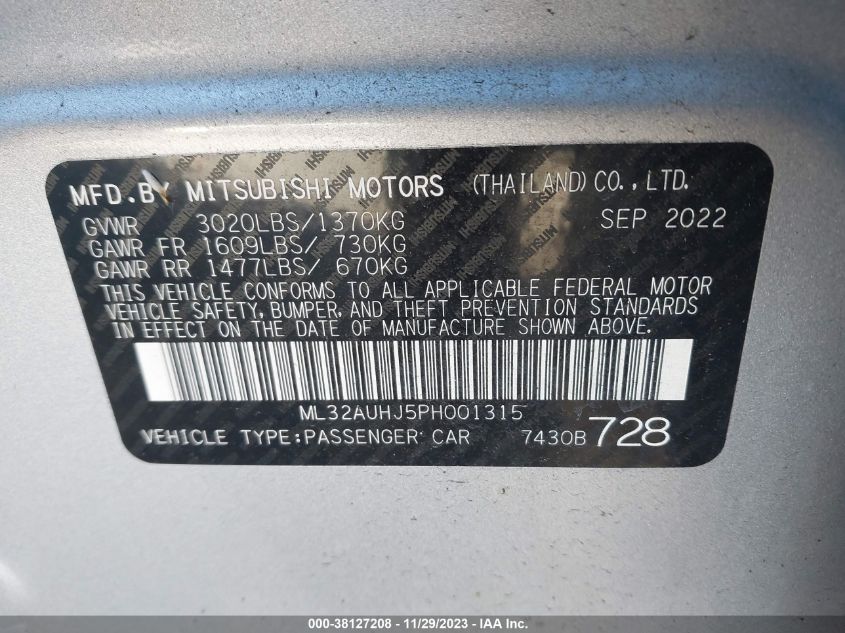 MFD.BY MITSUBISHI MOTORS (THAILAND)CO.,LTD.
GVWR 3020LBS/1370KG SEP 2022
GAWR FR 1609LBS/ 730KG
GAWR RR 1477LBS/ 670KG
THIS VEHICLE CONFORMS TO ALL APPLICABLE FEDERAL MOTOR
VEHICLE SAFETY, BUMPER, AND THEFT PREVENTION STANDARDS
IN EFFECT ON THE DATE OF MANUFACTURE SHOWN ABOVE.
ML32AUHJ5PH001315
VEHICLE TYPE:PASSENGER CAR 7430B 728
000-38127208 - 11/29/2023 - IAAI.COM